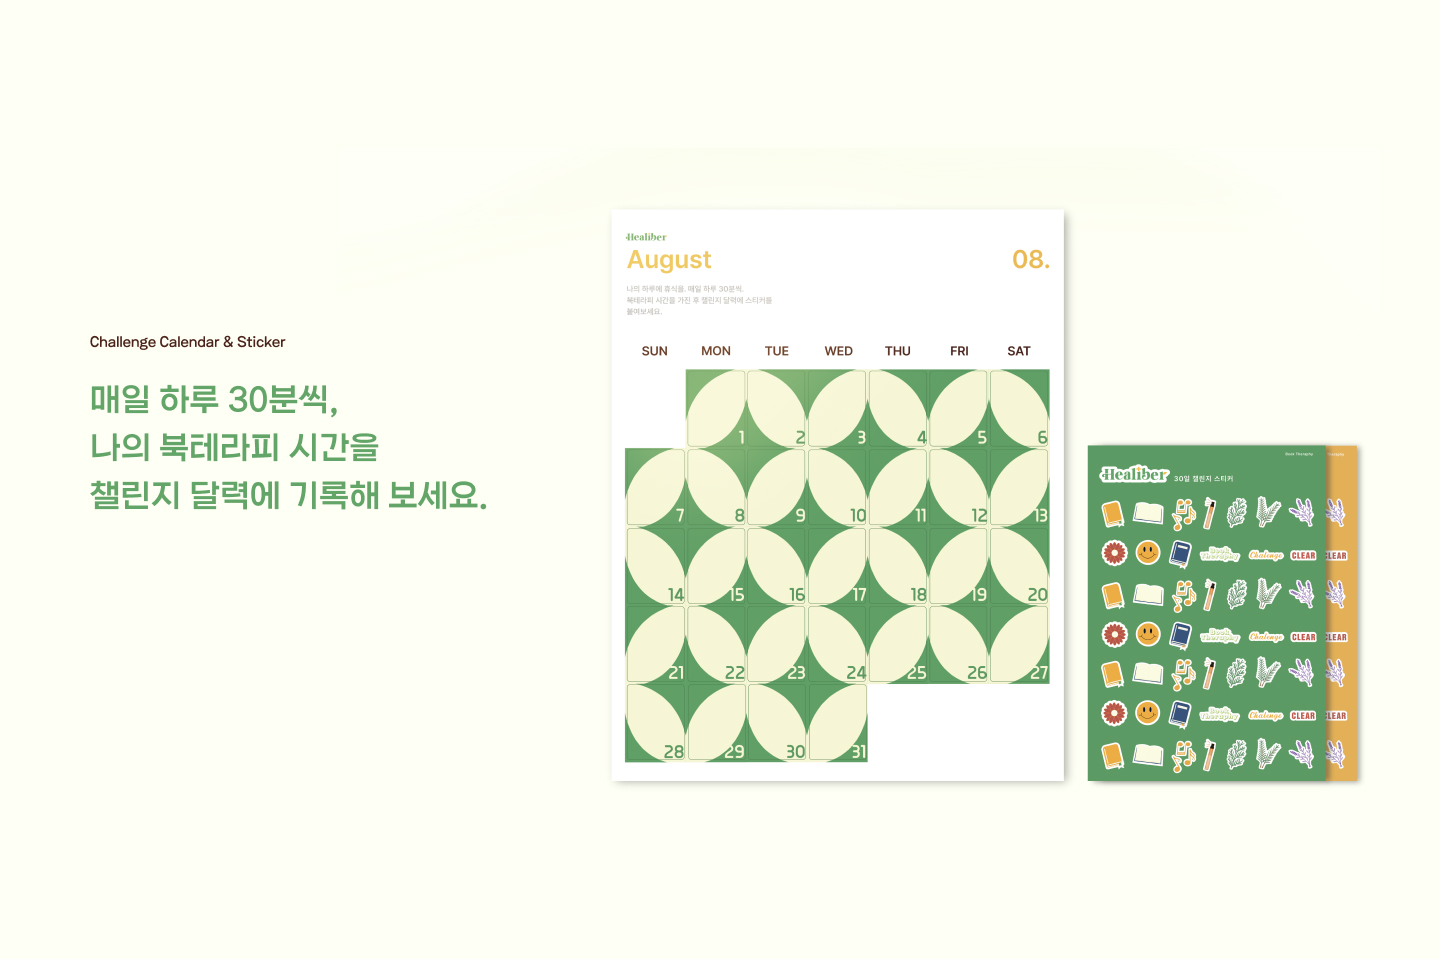 Challenge Calendar & Sticker
매일 하루 30분씩,
나의 북테라피 시간을
챌린지 달력에 기록해 보세요.
Healiber
August
08.
나의 하루에 휴식을, 매일 하루 30분씩.
북테라피 시간을 가진 후 챌린지 달력에 스티커를
붙여보세요.
SUN MON TUE WED THU FRI SAT
1 2 3 4 5 6
7 8 9 10 11 12 13
14 15 16 17 18 19 20
21 22 23 24 25 26 27
28 29 30 31
Book Theraphy
Theraphy
Healiber 30일 챌린지 스티커
Book Theraphy Challenge CLEAR CLEAR
Book Theraphy Challenge CLEAR CLEAR
Book Theraphy Challenge CLEAR CLEAR